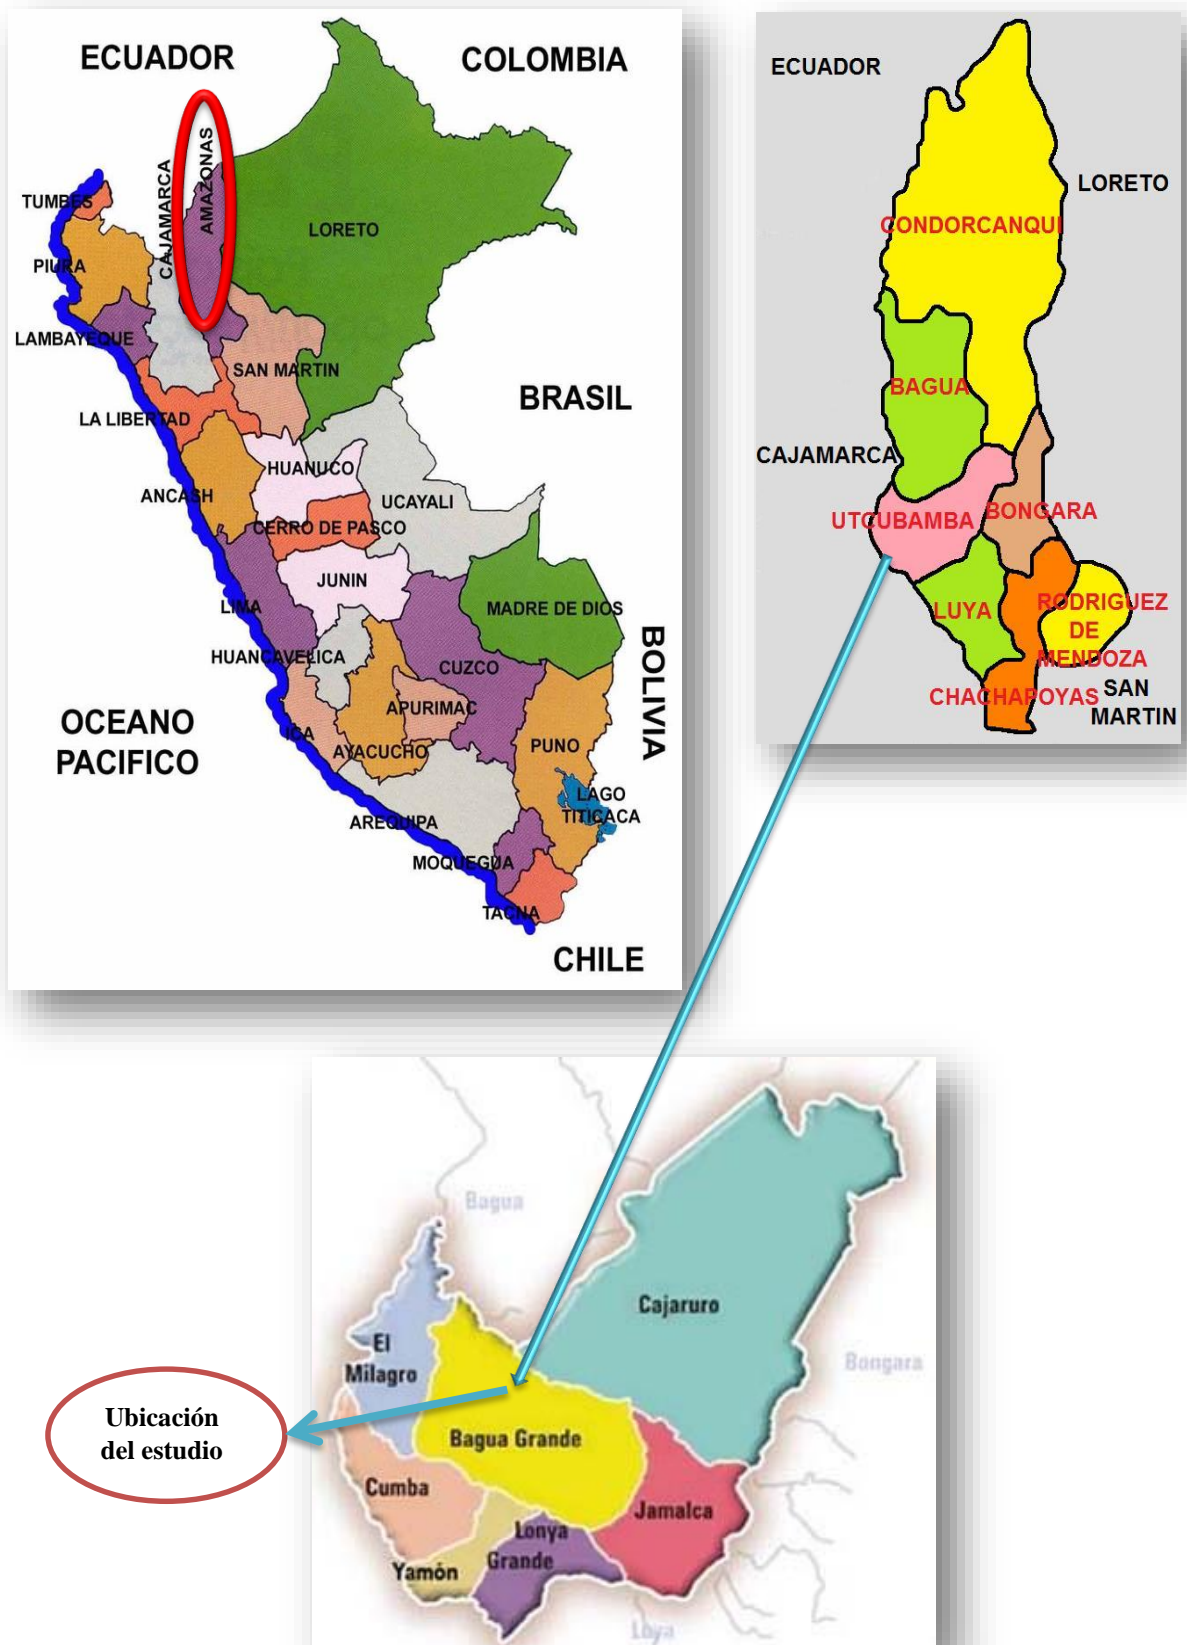 ECUADOR
COLOMBIA
AMAZONAS
CAJAMARCA
TUMBES
LORETO
PIURA
LAMBAYEQUE
SAN MARTIN
BRASIL
LA LIBERTAD
HUANUCO
ANCASH
UCAYALI
CERRO DE PASCO
JUNIN
LIMA
MADRE DE DIOS
HUANCAVELICA
CUZCO
BOLIVIA
APURIMAC
OCEANO
PACIFICO
ICA
AYACUCHO
PUNO
LAGO
TITICACA
AREQUIPA
MOQUEGUA
TACNA
CHILE
ECUADOR
LORETO
CONDORCANQUI
BAGUA
CAJAMARCA
UTCUBAMBA
BONGARA
LUYA
RODRIGUEZ
DE
MENDOZA
CHACHAPOYAS
SAN
MARTIN
Bagua
Cajaruro
El
Milagro
Bongara
Ubicación
del estudio
Bagua Grande
Cumba
Jamalca
Lonya
Grande
Yamón
Luya